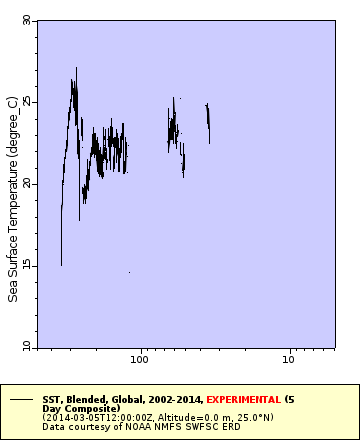 30
25
20
15
10
Sea Surface Temperature (degree_C)
100
10
SST, Blended, Global, 2002-2014, EXPERIMENTAL (5
Day Composite)
(2014-03-05T12:00:00Z, Altitude=0.0 m, 25.0°N)
Data courtesy of NOAA NMFS SWFSC ERD